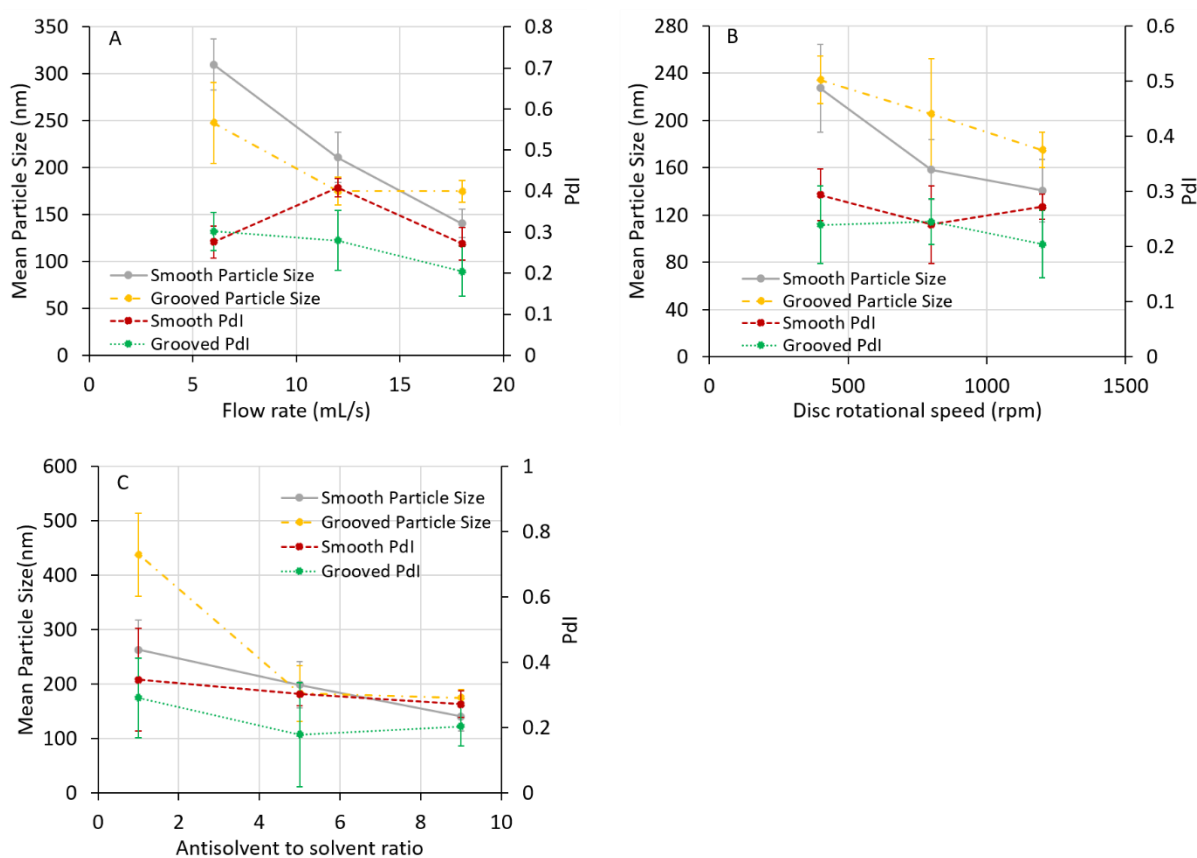 A
350
300
250
200
150
100
50
0
Mean Particle Size (nm)
0.8
0.7
0.6
0.5
0.4
0.3
0.2
0.1
0
PdI
Smooth Particle Size
Grooved Particle Size
Smooth PdI
Grooved PdI
0 5 10 15 20
Flow rate (mL/s)
B
280
240
200
160
120
80
40
0
Mean Particle Size (nm)
0.6
0.5
0.4
0.3
0.2
0.1
0
PdI
Smooth Particle Size
Grooved Particle Size
Smooth PdI
Grooved PdI
0 500 1000 1500
Disc rotational speed (rpm)
C
600
500
400
300
200
100
0
Mean Particle Size(nm)
1
0.8
0.6
0.4
0.2
0
PdI
Smooth Particle Size
Grooved Particle Size
Smooth PdI
Grooved PdI
0 2 4 6 8 10
Antisolvent to solvent ratio